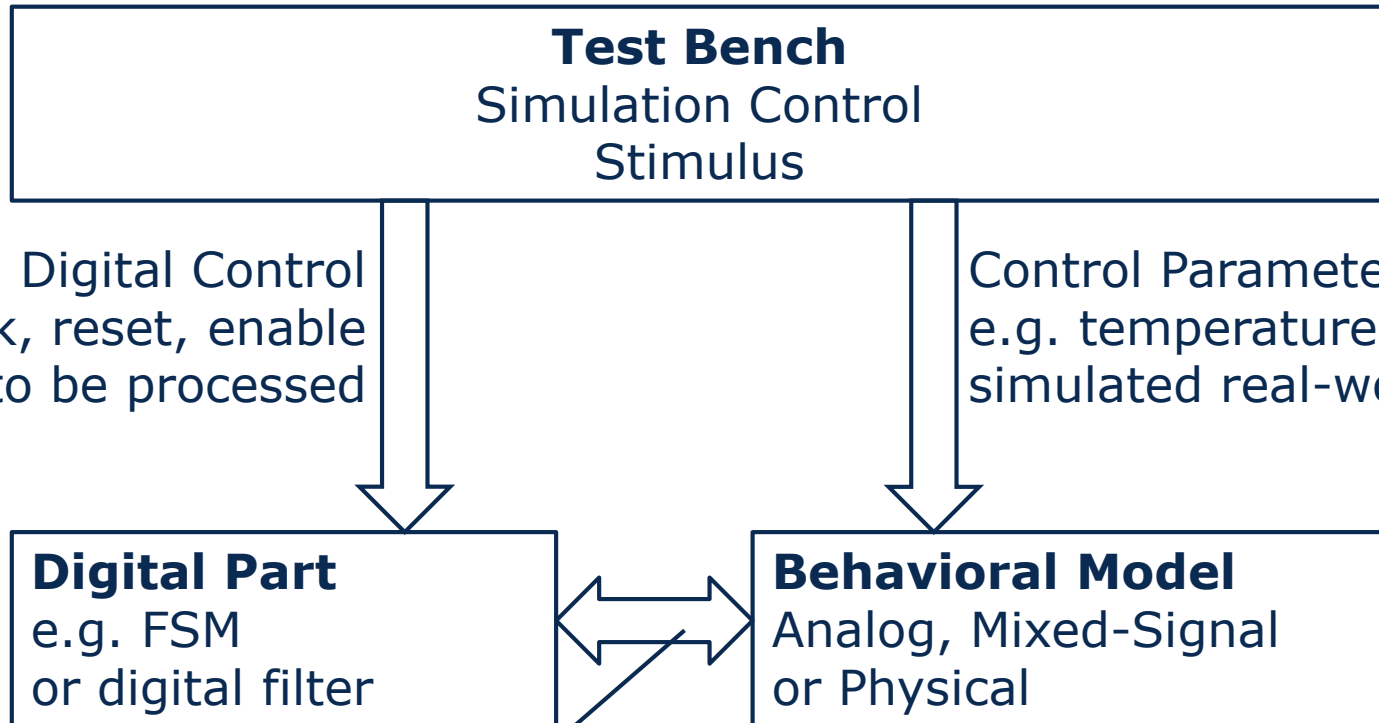 Test Bench
Simulation Control
Stimulus
Digital Control
reset, enable
to be processed
Control
e.g. temperature
simulated
Digital Part
e.g. FSM
or digital filter
Behavioral Model
Analog, Mixed-Signal
or Physical